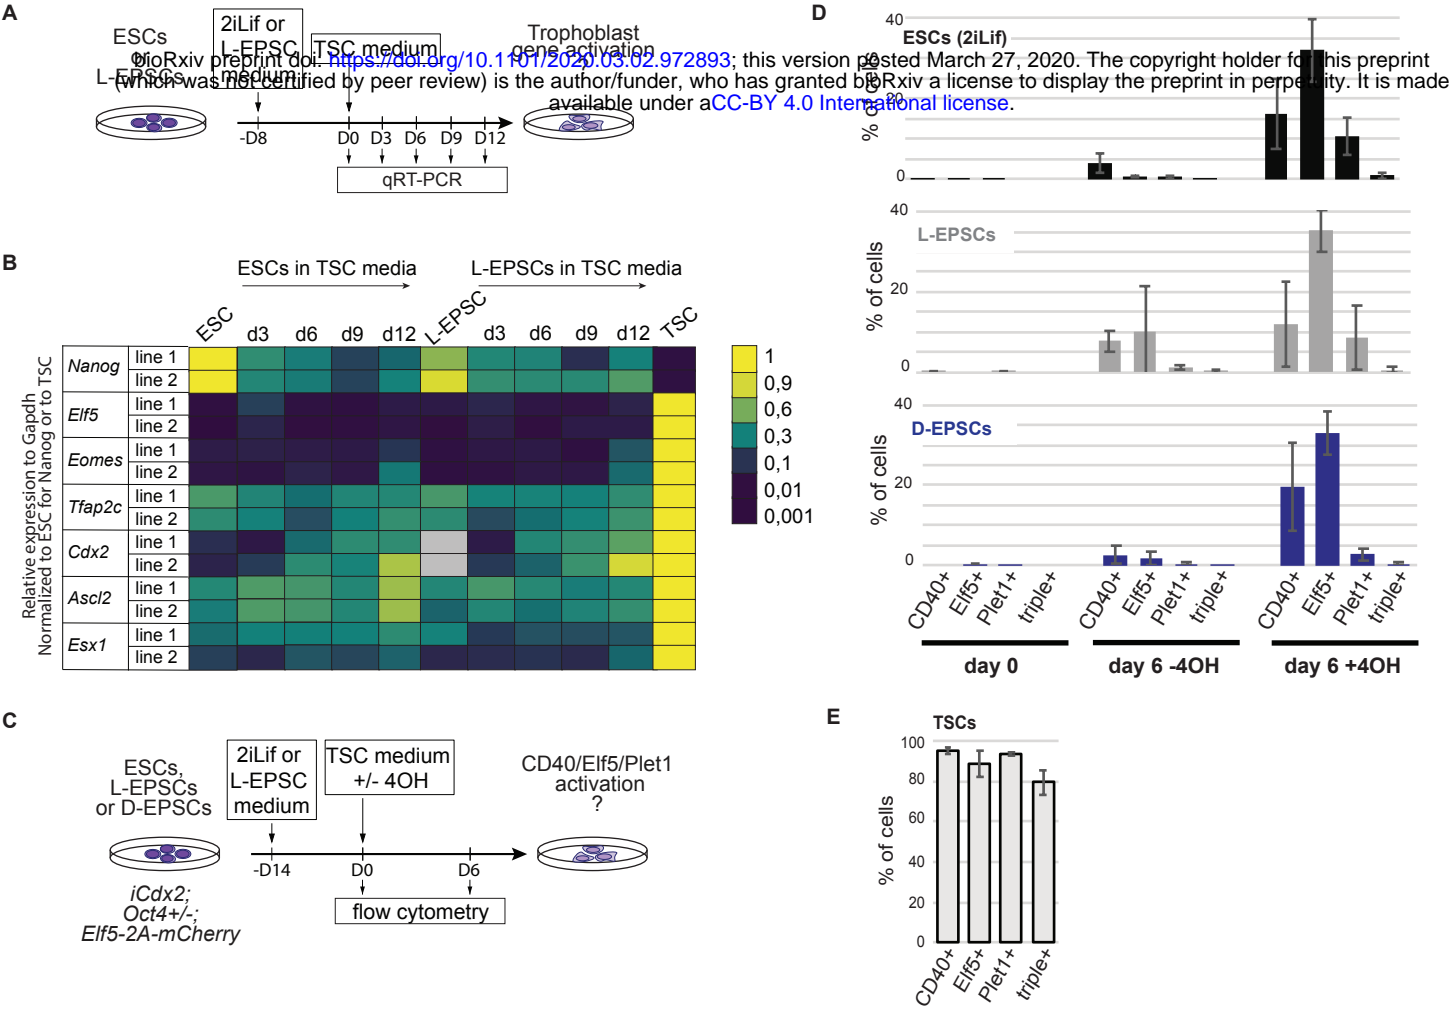 A
ESCs
or
L-EPSCs
2iLif or
L-EPSC
medium
TSC medium
Trophoblast
gene activation
?
bioRxiv preprint doi: https://doi.org/10.1101/2020.03.02.972893; this version posted March 27, 2020. The copyright holder for this preprint
(which was not certified by peer review) is the author/funder, who has granted bioRxiv a license to display the preprint in perpetuity. It is made
available under aCC-BY 4.0 International license.
-D8 D0 D3 D6 D9 D12
qRT-PCR
B
ESCs in TSC media
L-EPSCs in TSC media
ESC d3 d6 d9 d12 L-EPSC d3 d6 d9 d12 TSC
Relative expression to Gapdh
Normalized to ESC for Nanog or to TSC
Nanog line 1
line 2
Elf5 line 1
line 2
Eomes line 1
line 2
Tfap2c line 1
line 2
Cdx2 line 1
line 2
Ascl2 line 1
line 2
Esx1 line 1
line 2
1
0,9
0,6
0,3
0,1
0,01
0,001
C
ESCs,
L-EPSCs
or D-EPSCs
2iLif or
L-EPSC
medium
TSC medium
+/- 4OH
CD40/Elf5/Plet1
activation
?
-D14 D0 D6
flow cytometry
iCdx2;
Oct4+/-;
Elf5-2A-mCherry
D
ESCs (2iLif)
% of cells
40
20
0
L-EPSCs
% of cells
40
20
0
D-EPSCs
% of cells
40
20
0
CD40+ Elf5+ Plet1+ triple+ CD40+ Elf5+ Plet1+ triple+ CD40+ Elf5+ Plet1+ triple+
day 0 day 6 -4OH day 6 +4OH
E
TSCs
% of cells
100
80
60
40
20
0
CD40+ Elf5+ Plet1+ triple+